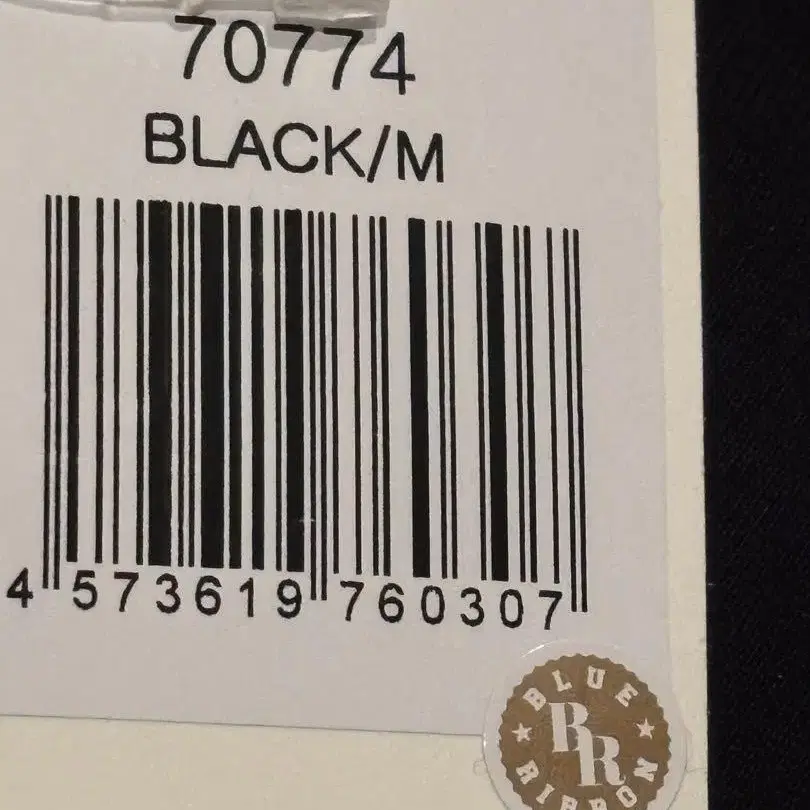 70774
BLACK/M
4 573619 760307
BLUE
BR
RIBBON